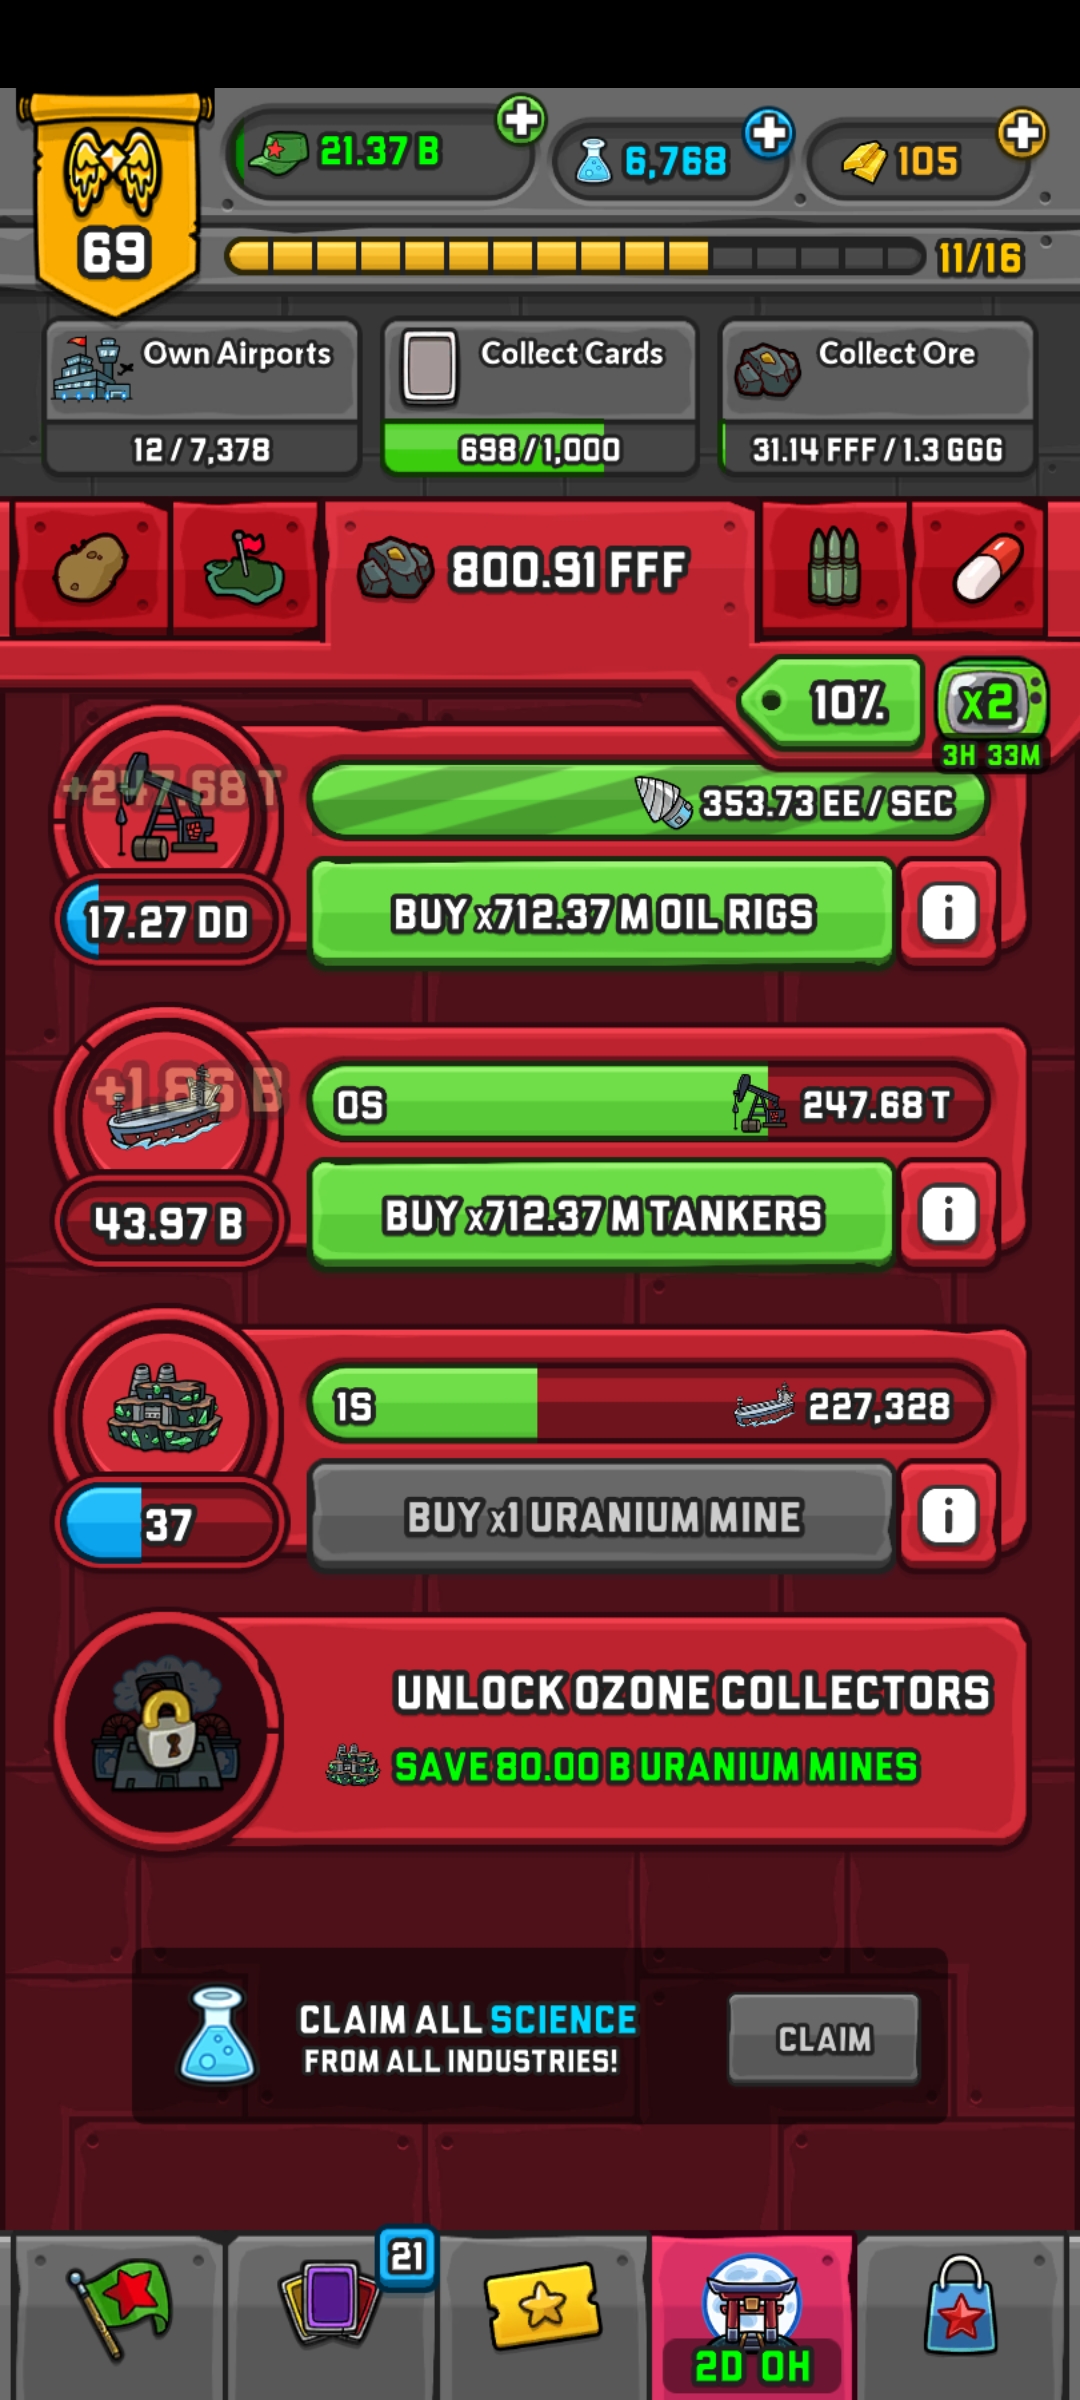 21.37 B
6,768
105
69
11/16
Own Airports
Collect Cards
Collect Ore
12 / 7,378
698 / 1,000
31.14 FFF / 1.3 GGG
800.91 FFF
10%
x2
3H 33M
+247.68 T
353.73 EE / SEC
17.27 DD
BUY x712.37 M OIL RIGS
i
+1.86 B
0S
247.68 T
43.97 B
BUY x712.37 M TANKERS
i
1S
227,328
37
BUY x1 URANIUM MINE
i
UNLOCK OZONE COLLECTORS
SAVE 80.00 B URANIUM MINES
CLAIM ALL SCIENCE
FROM ALL INDUSTRIES!
CLAIM
21
2D 0H